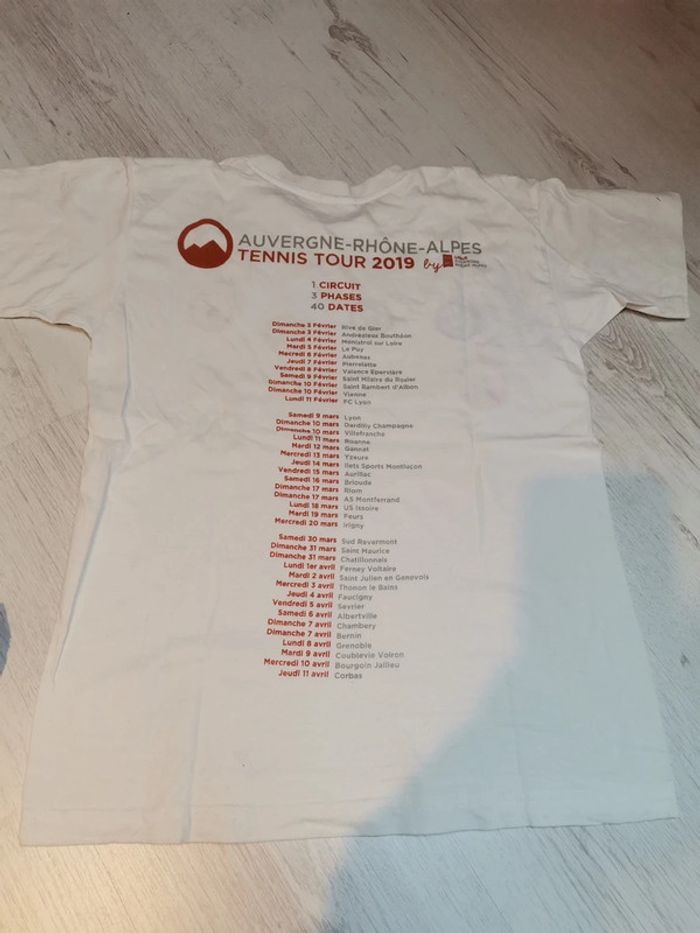 AUVERGNE-RHÔNE-ALPES
TENNIS TOUR 2019 by
1 CIRCUIT
3 PHASES
40 DATES
Dimanche 3 Février Rive de Gier
Dimanche 3 Février Andrézieux Bouthéon
Lundi 4 Février Monistrol sur Loire
Mardi 5 Février Le Puy
Mecredi 6 Février Aubenas
Jeudi 7 Février Pierrelatte
Vendredi 8 Février Valence Epervière
Samedi 9 Février Saint Hilaire du Rosier
Dimanche 10 Février Saint Rambert d'Albon
Dimanche 10 Février Vienne
Lundi 11 Février FC Lyon
Samedi 9 mars Lyon
Dimanche 10 mars Dardilly Champagne
Dimanche 10 mars Villefranche
Lundi 11 mars Roanne
Mardi 12 mars Gannat
Mercredi 13 mars Yzeure
Jeudi 14 mars Ilets Sports Montluçon
Vendredi 15 mars Aurillac
Samedi 16 mars Brioude
Dimanche 17 mars Riom
Dimanche 17 mars AS Montferrand
Lundi 18 mars US Issoire
Mardi 19 mars Feurs
Mercredi 20 mars Irigny
Samedi 30 mars Sud Revermont
Dimanche 31 mars Saint Maurice
Dimanche 31 mars Chatillonnais
Lundi 1er avril Ferney Voltaire
Mardi 2 avril Saint Julien en Genevois
Mercredi 3 avril Thonon le Bains
Jeudi 4 avril Faucigny
Vendredi 5 avril Sevrier
Samedi 6 avril Albertville
Dimanche 7 avril Chambery
Dimanche 7 avril Bernin
Lundi 8 avril Grenoble
Mardi 9 avril Coublevie Voiron
Mercredi 10 avril Bourgoin Jallieu
Jeudi 11 avril Corbas